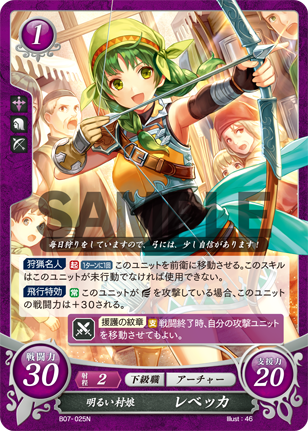 1
SAMPLE
毎日狩りをしていますので、弓には、少し自信があります！
狩猟名人 起 1ターンに1回 このユニットを前衛に移動させる。このスキル
はこのユニットが未行動でなければ使用できない。
飛行特効 常 このユニットが を攻撃している場合、このユニット
の戦闘力は＋30される。
援護の紋章 支 戦闘終了時、自分の攻撃ユニット
を移動させてもよい。
戦闘力 30
射程 2 下級職 アーチャー
支援力 20
明るい村娘 レベッカ
B07-025N Illust：46